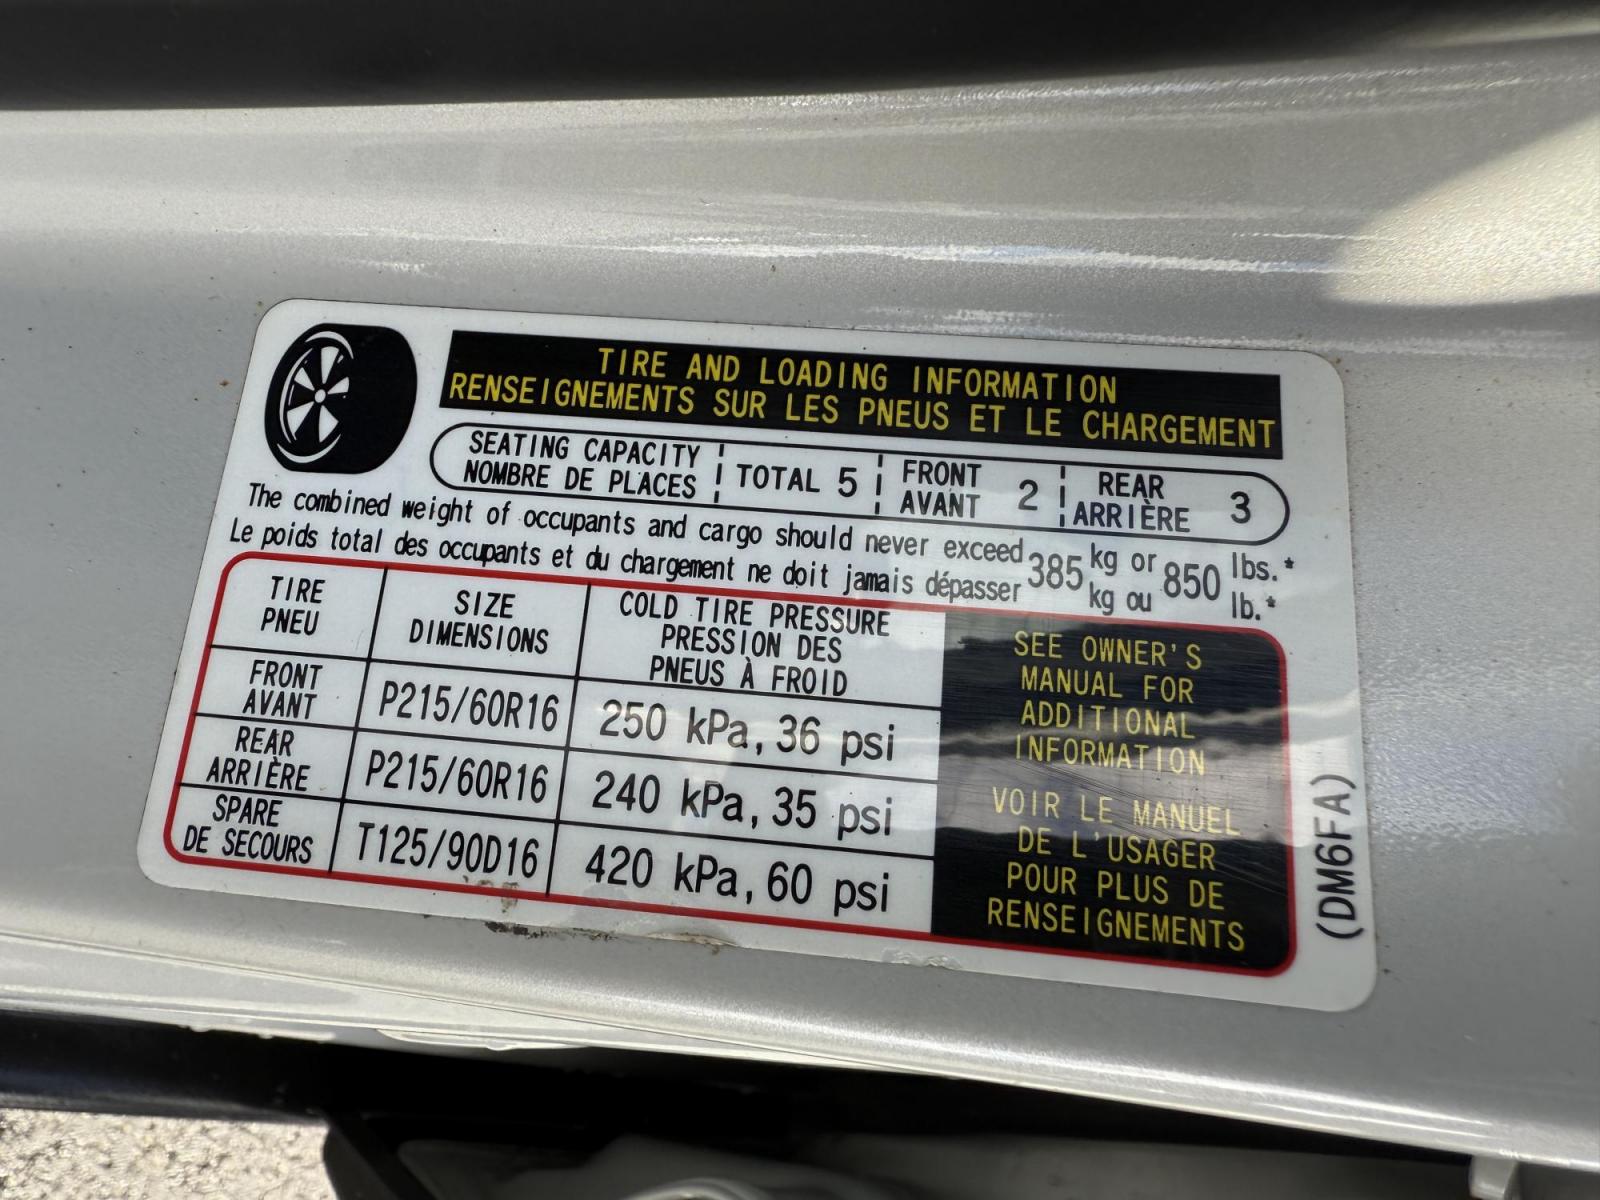 TIRE AND LOADING INFORMATION
RENSEIGNEMENTS SUR LES PNEUS ET LE CHARGEMENT
SEATING CAPACITY
NOMBRE DE PLACES
TOTAL 5
FRONT
AVANT
2
REAR
ARRIÈRE
3
The combined weight of occupants and cargo should never exceed 385 kg or 850 lbs.*
Le poids total des occupants et du chargement ne doit jamais dépasser kg ou lb.*
TIRE
PNEU
SIZE
DIMENSIONS
COLD TIRE PRESSURE
PRESSION DES
PNEUS À FROID
FRONT
AVANT
P215/60R16
250 kPa, 36 psi
REAR
ARRIÈRE
P215/60R16
240 kPa, 35 psi
SPARE
DE SECOURS
T125/90D16
420 kPa, 60 psi
SEE OWNER'S
MANUAL FOR
ADDITIONAL
INFORMATION
VOIR LE MANUEL
DE L'USAGER
POUR PLUS DE
RENSEIGNEMENTS
(DM6FA)